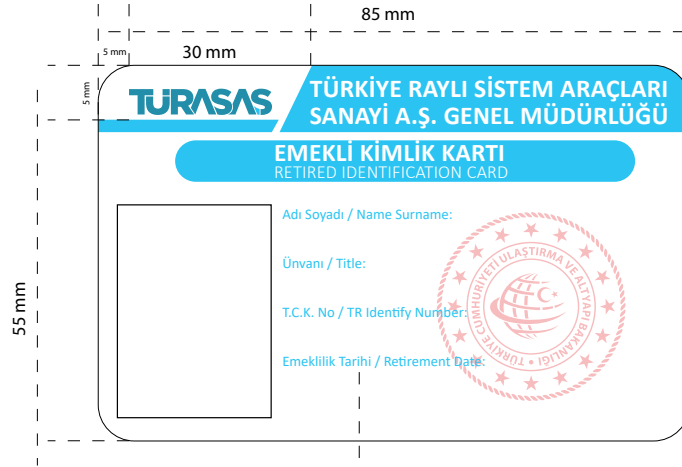 85 mm
5 mm
30 mm
5 mm
TÜRASAŞ
TÜRKİYE RAYLI SİSTEM ARAÇLARI
SANAYİ A.Ş. GENEL MÜDÜRLÜĞÜ
EMEKLİ KİMLİK KARTI
RETIRED IDENTIFICATION CARD
Adı Soyadı / Name Surname:
Ünvanı / Title:
T.C.K. No / TR Identify Number:
Emeklilik Tarihi / Retirement Date:
TÜRKİYE CUMHURİYETİ ULAŞTIRMA VE ALTYAPI BAKANLIĞI
55 mm